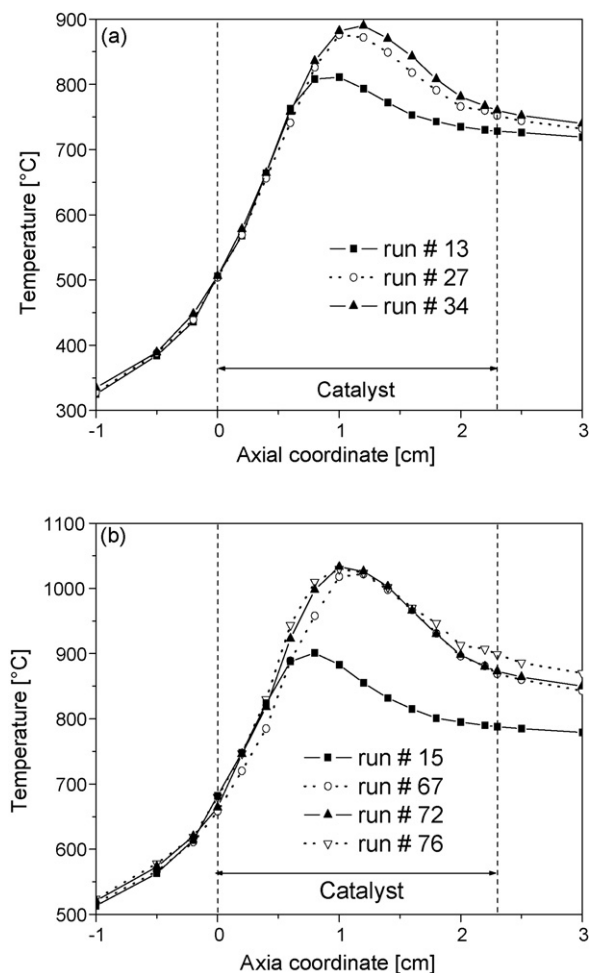 (a)
900
800
700
600
500
400
300
Temperature [°C]
run # 13
run # 27
run # 34
Catalyst
-1
0
1
2
3
Axial coordinate [cm]
(b)
1100
1000
900
800
700
600
500
Temperature [°C]
run # 15
run # 67
run # 72
run # 76
Catalyst
-1
0
1
2
3
Axia coordinate [cm]